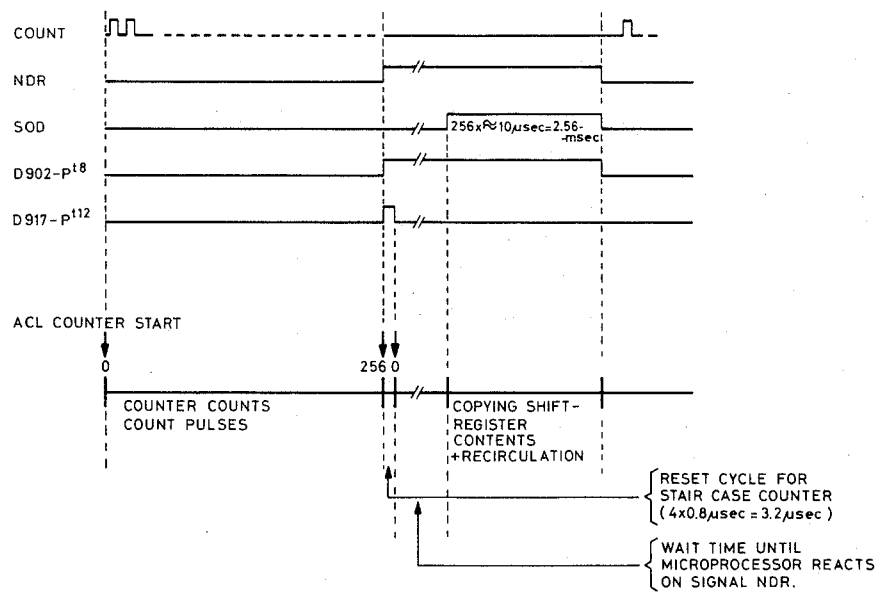 COUNT
NDR
SOD
256x≈10µsec=2.56-
-msec
D902-Pt8
D917-Pt12
ACL COUNTER START
0
256 0
COUNTER COUNTS
COUNT PULSES
COPYING SHIFT-
REGISTER
CONTENTS
+RECIRCULATION
RESET CYCLE FOR
STAIR CASE COUNTER
(4x0.8µsec=3.2µsec)
WAIT TIME UNTIL
MICROPROCESSOR REACTS
ON SIGNAL NDR.